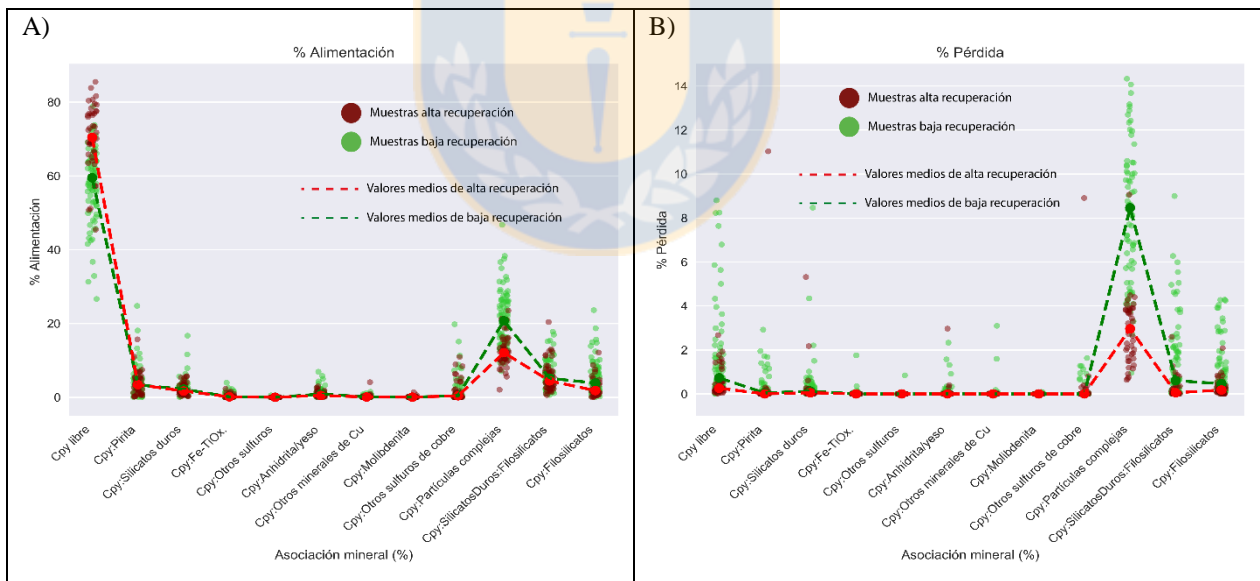 A)
% Alimentación
80
60
40
20
0
% Alimentación
Muestras alta recuperación
Muestras baja recuperación
Valores medios de alta recuperación
Valores medios de baja recuperación
Cpy libre
Cpy:Pirita
Cpy:Silicatos duros
Cpy:Fe-TiOx.
Cpy:Otros sulfuros
Cpy:Anhidrita/yeso
Cpy:Otros minerales de Cu
Cpy:Molibdenita
Cpy:Otros sulfuros de cobre
Cpy:Partículas complejas
Cpy:SilicatosDuros:Filosilicatos
Cpy:Filosilicatos
Asociación mineral (%)
B)
% Pérdida
14
12
10
8
6
4
2
0
% Pérdida
Muestras alta recuperación
Muestras baja recuperación
Valores medios de alta recuperación
Valores medios de baja recuperación
Cpy libre
Cpy:Pirita
Cpy:Silicatos duros
Cpy:Fe-TiOx.
Cpy:Otros sulfuros
Cpy:Anhidrita/yeso
Cpy:Otros minerales de Cu
Cpy:Molibdenita
Cpy:Otros sulfuros de cobre
Cpy:Partículas complejas
Cpy:SilicatosDuros:Filosilicatos
Cpy:Filosilicatos
Asociación mineral (%)